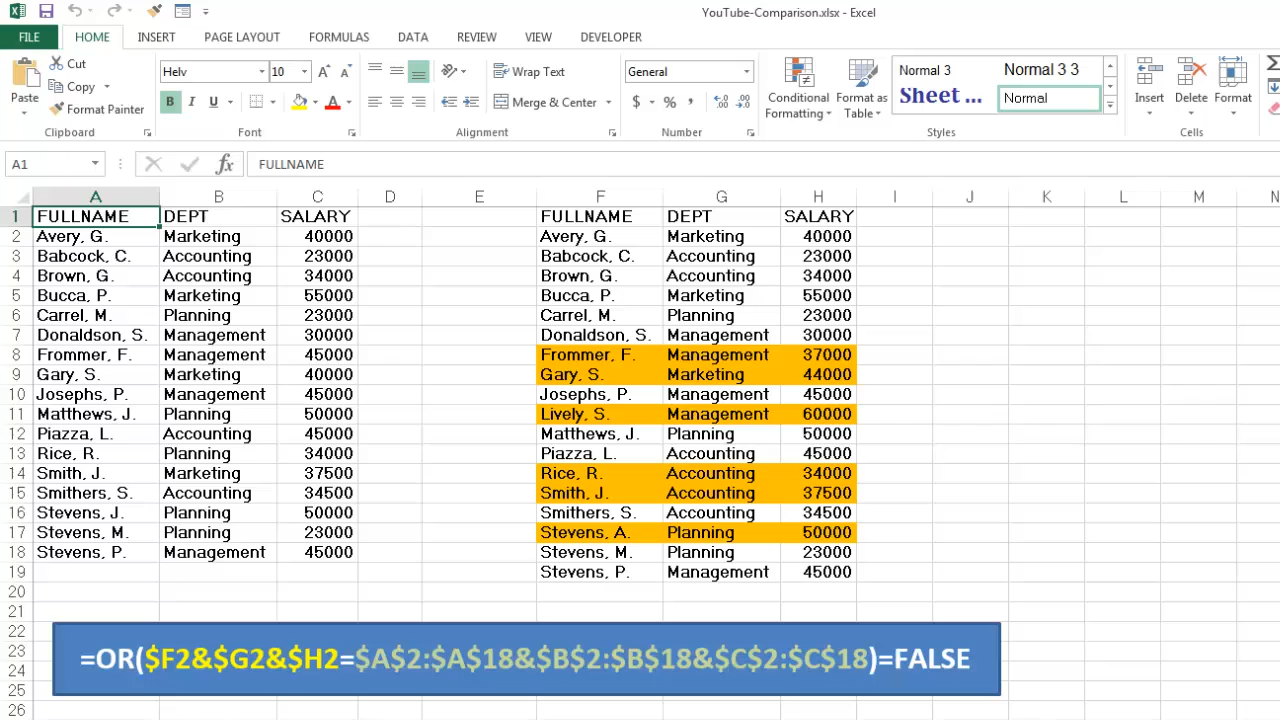 YouTube-Comparison.xlsx - Excel
FILE HOME INSERT PAGE LAYOUT FORMULAS DATA REVIEW VIEW DEVELOPER
Paste
Cut
Copy
Format Painter
Clipboard
Helv 10
B I U A A A
Font
Wrap Text
Merge & Center
Alignment
General
$ % , .0 .00
Number
Conditional Formatting
Format as Table
Normal 3 Normal 3 3
Sheet ... Normal
Styles
Insert Delete Format
Cells
A1 fx FULLNAME
A B C D E F G H I J K L M N
1 FULLNAME DEPT SALARY FULLNAME DEPT SALARY
2 Avery, G. Marketing 40000 Avery, G. Marketing 40000
3 Babcock, C. Accounting 23000 Babcock, C. Accounting 23000
4 Brown, G. Accounting 34000 Brown, G. Accounting 34000
5 Bucca, P. Marketing 55000 Bucca, P. Marketing 55000
6 Carrel, M. Planning 23000 Carrel, M. Planning 23000
7 Donaldson, S. Management 30000 Donaldson, S. Management 30000
8 Frommer, F. Management 45000 Frommer, F. Management 37000
9 Gary, S. Marketing 40000 Gary, S. Marketing 44000
10 Josephs, P. Management 45000 Josephs, P. Management 45000
11 Matthews, J. Planning 50000 Lively, S. Management 60000
12 Piazza, L. Accounting 45000 Matthews, J. Planning 50000
13 Rice, R. Planning 34000 Piazza, L. Accounting 45000
14 Smith, J. Marketing 37500 Rice, R. Accounting 34000
15 Smithers, S. Accounting 34500 Smith, J. Accounting 37500
16 Stevens, J. Planning 50000 Smithers, S. Accounting 34500
17 Stevens, M. Planning 23000 Stevens, A. Planning 50000
18 Stevens, P. Management 45000 Stevens, M. Planning 23000
19 Stevens, P. Management 45000
20
21
22
23
24
25
26
=OR($F2&$G2&$H2=$A$2:$A$18&$B$2:$B$18&$C$2:$C$18)=FALSE